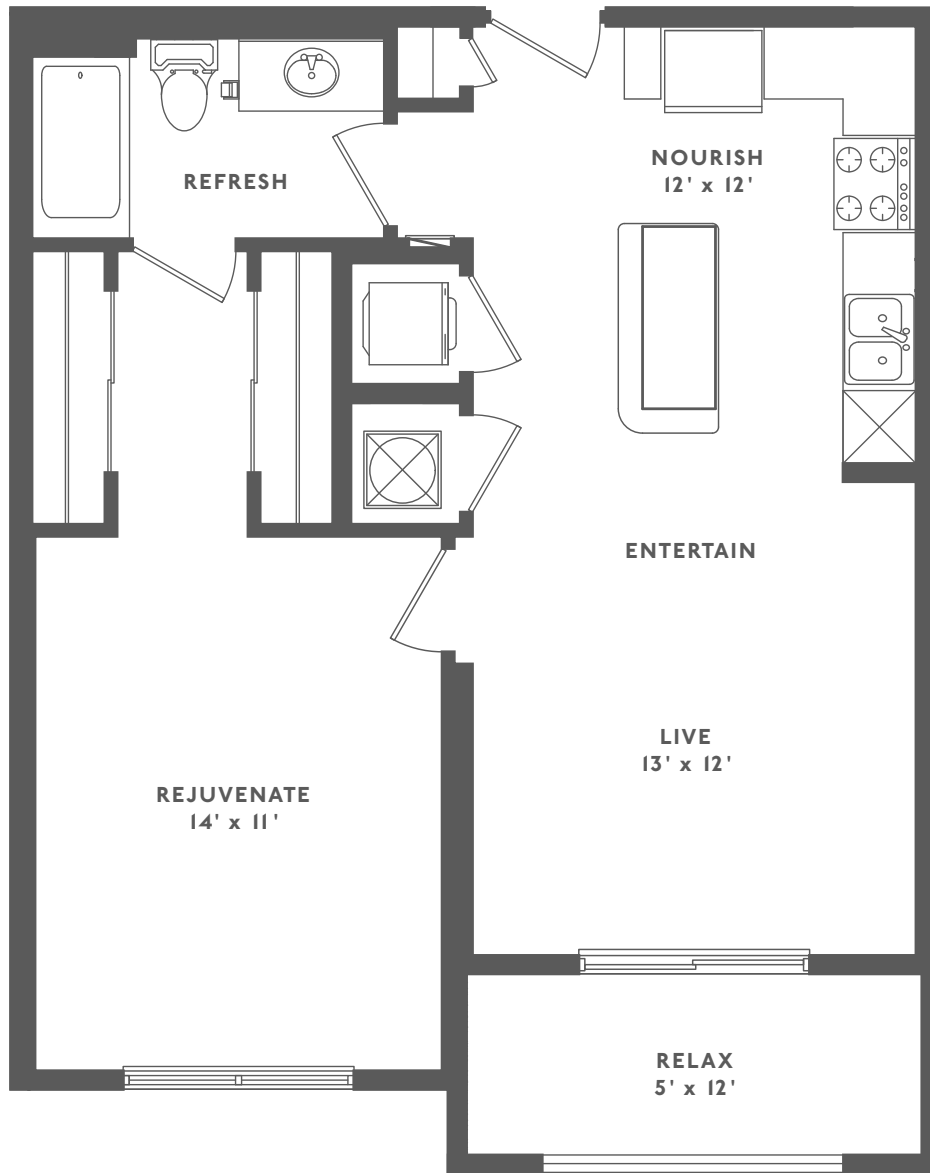 REFRESH
NOURISH
12' x 12'
ENTERTAIN
LIVE
13' x 12'
REJUVENATE
14' x 11'
RELAX
5' x 12'